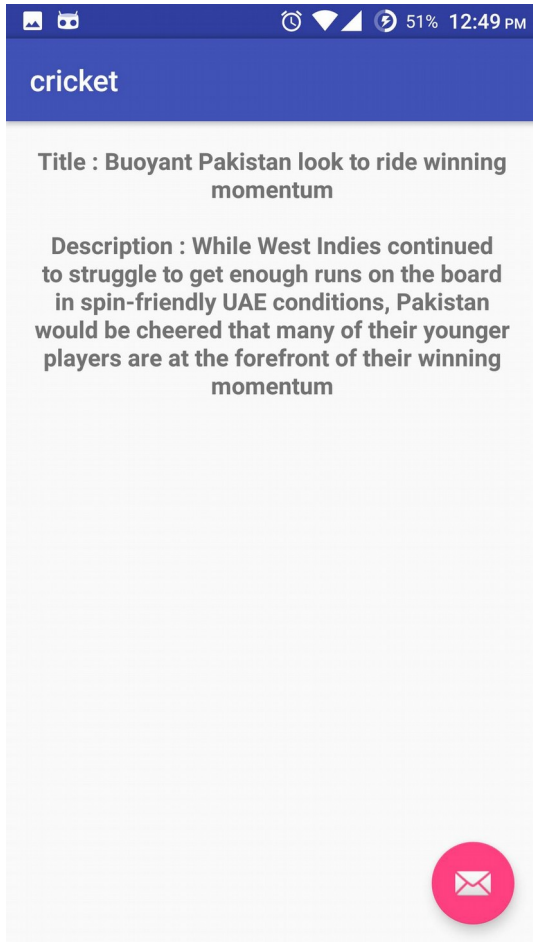 51% 12:49 PM
cricket
Title : Buoyant Pakistan look to ride winning
momentum
Description : While West Indies continued
to struggle to get enough runs on the board
in spin-friendly UAE conditions, Pakistan
would be cheered that many of their younger
players are at the forefront of their winning
momentum